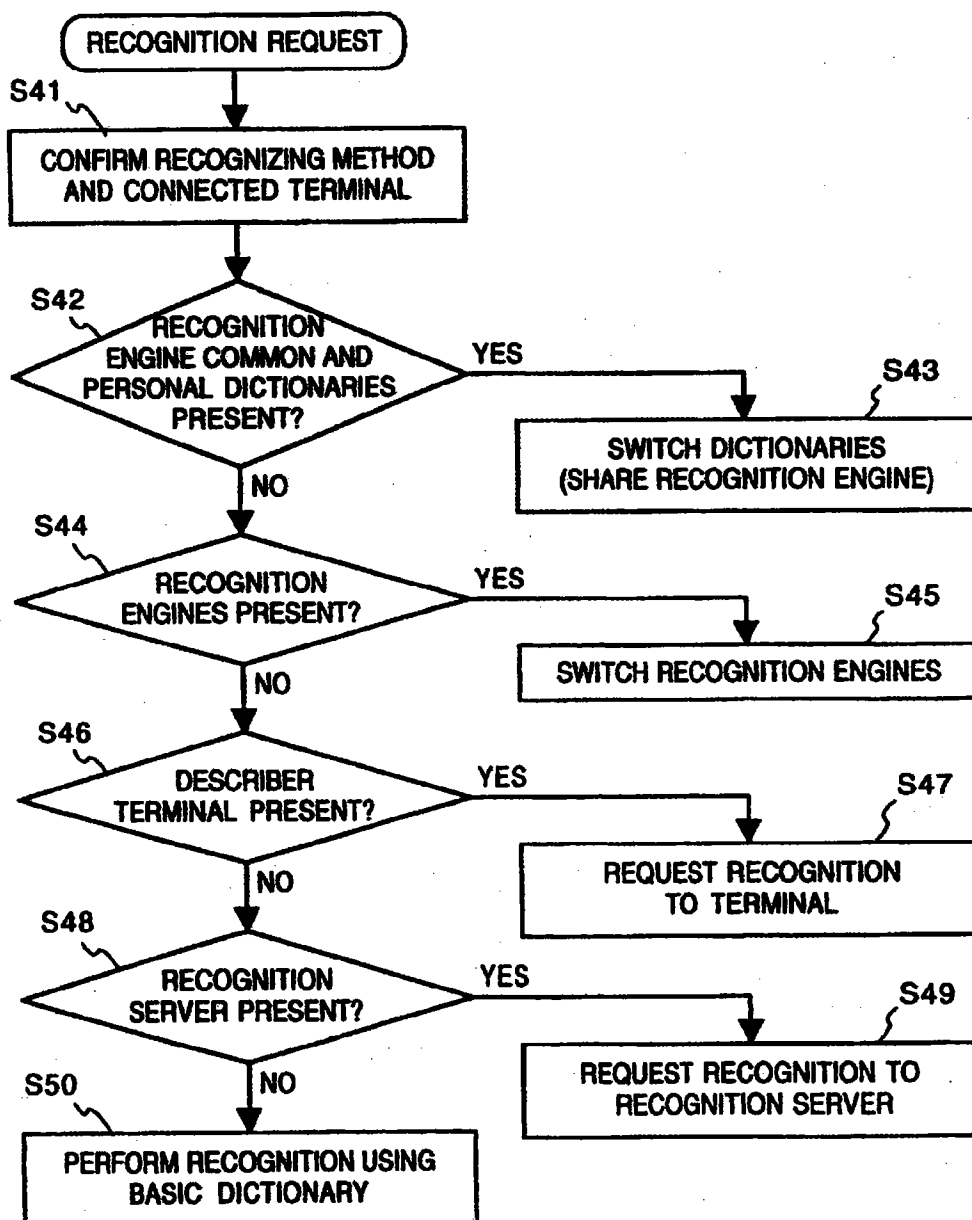 RECOGNITION REQUEST
S41
CONFIRM RECOGNIZING METHOD
AND CONNECTED TERMINAL
S42
RECOGNITION
ENGINE COMMON AND
PERSONAL DICTIONARIES
PRESENT?
YES
S43
SWITCH DICTIONARIES
(SHARE RECOGNITION ENGINE)
NO
S44
RECOGNITION
ENGINES PRESENT?
YES
S45
SWITCH RECOGNITION ENGINES
NO
S46
DESCRIBER
TERMINAL PRESENT?
YES
S47
REQUEST RECOGNITION
TO TERMINAL
NO
S48
RECOGNITION
SERVER PRESENT?
YES
S49
REQUEST RECOGNITION TO
RECOGNITION SERVER
NO
S50
PERFORM RECOGNITION USING
BASIC DICTIONARY